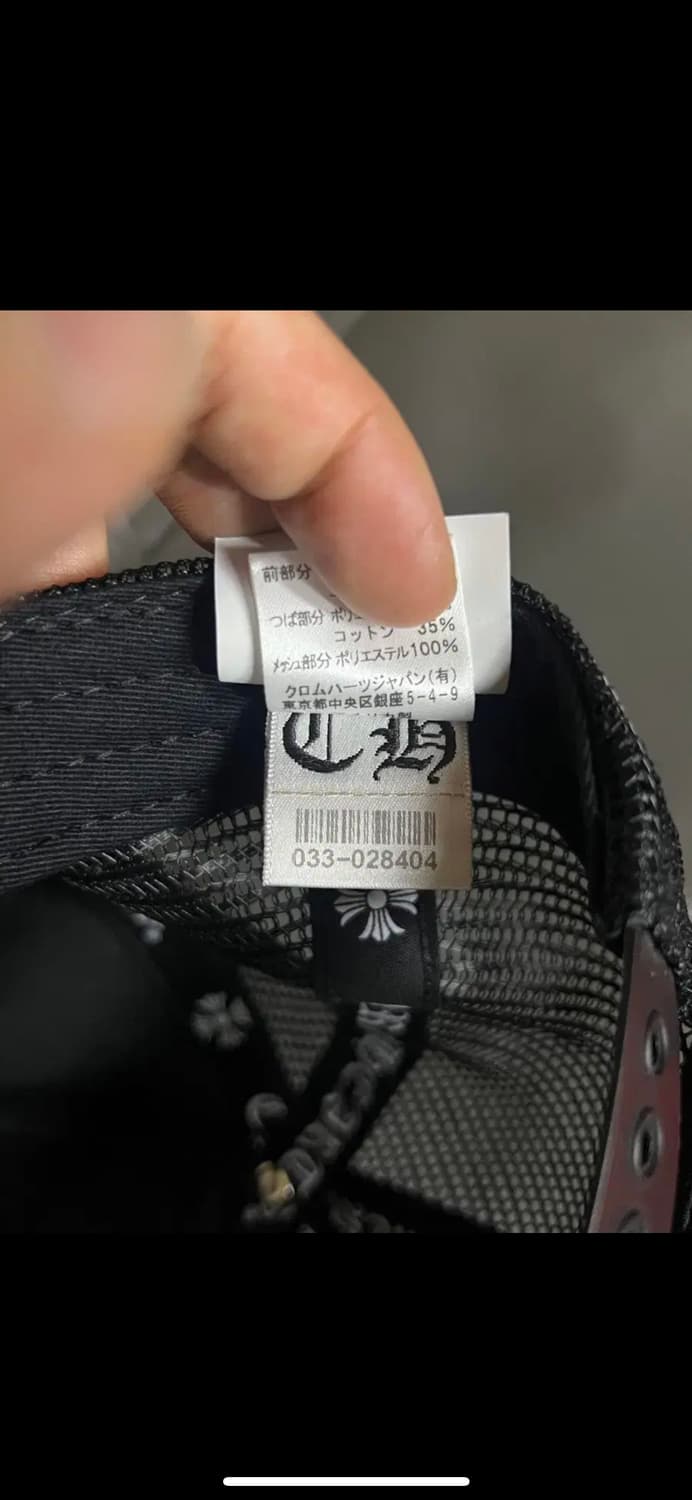 前部分
つば部分
コットン 35%
メッシュ部分 ポリエステル100%
クロムハーツジャパン(有)
東京都中央区銀座5-4-9
CH
033-028404